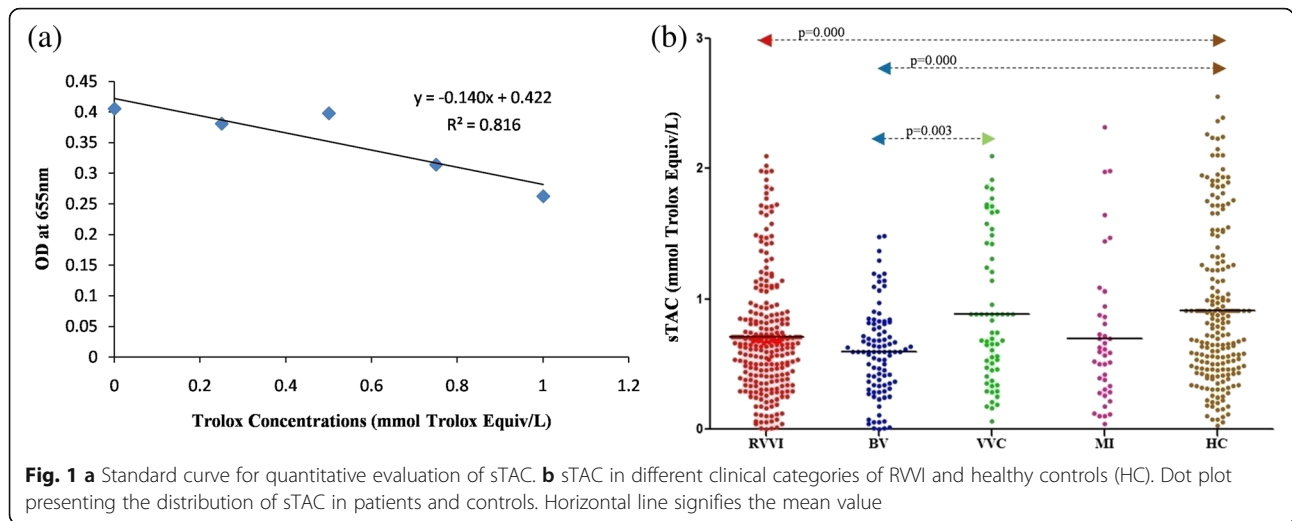 (a)
0.45
0.4
0.35
0.3
0.25
0.2
0.15
0.1
0.05
0
OD at 655nm
y = -0.140x + 0.422
R² = 0.816
0
0.2
0.4
0.6
0.8
1
1.2
Trolox Concentrations (mmol Trolox Equiv/L)
(b)
3
2
1
0
sTAC (mmol Trolox Equiv/L)
p=0.000
p=0.000
p=0.003
RVVI
BV
VVC
MI
HC
Fig. 1 a Standard curve for quantitative evaluation of sTAC. b sTAC in different clinical categories of RVVI and healthy controls (HC). Dot plot
presenting the distribution of sTAC in patients and controls. Horizontal line signifies the mean value